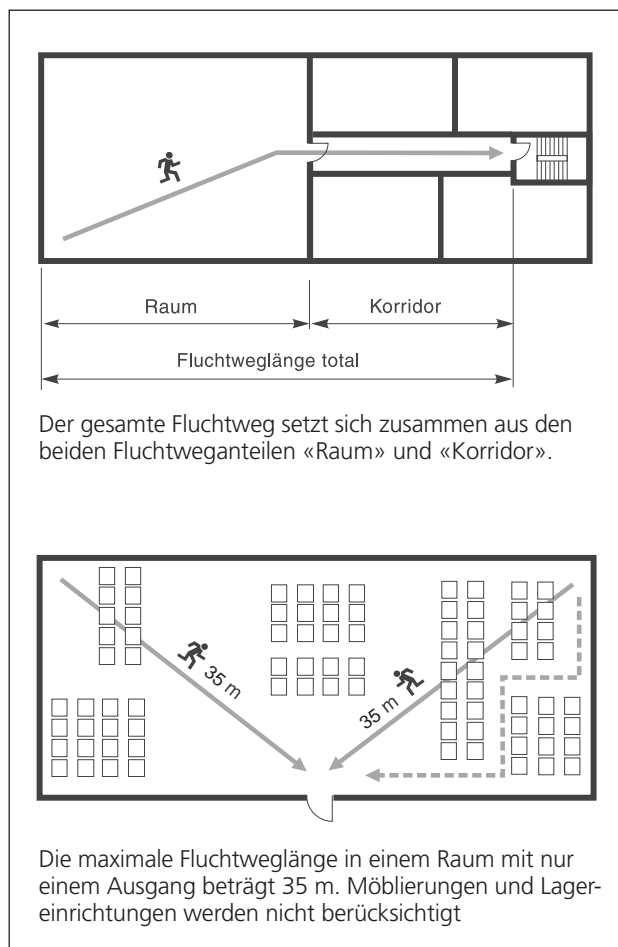 Raum
Korridor
Fluchtweglänge total
Der gesamte Fluchtweg setzt sich zusammen aus den
beiden Fluchtweganteilen «Raum» und «Korridor».
35 m
35 m
Die maximale Fluchtweglänge in einem Raum mit nur
einem Ausgang beträgt 35 m. Möblierungen und Lager-
einrichtungen werden nicht berücksichtigt